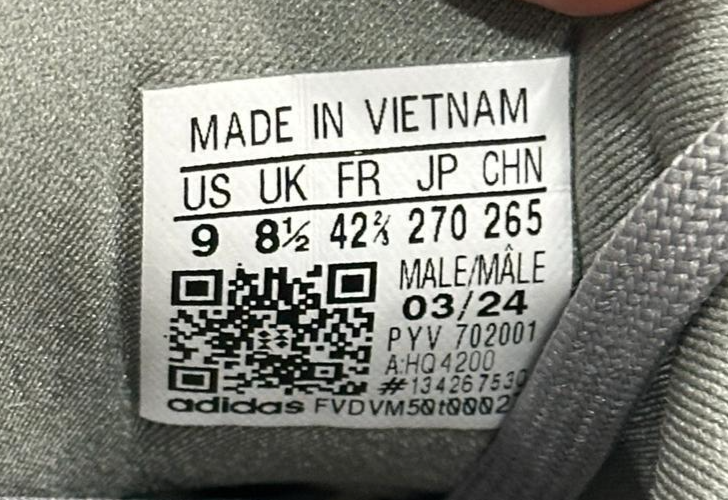 MADE IN VIETNAM
US UK FR JP CHN
9 8½ 42⅔ 270 265
MALE/MÂLE
03/24
PYV 702001
A:HQ4200
#134267530
adidas FVDVM50t0002